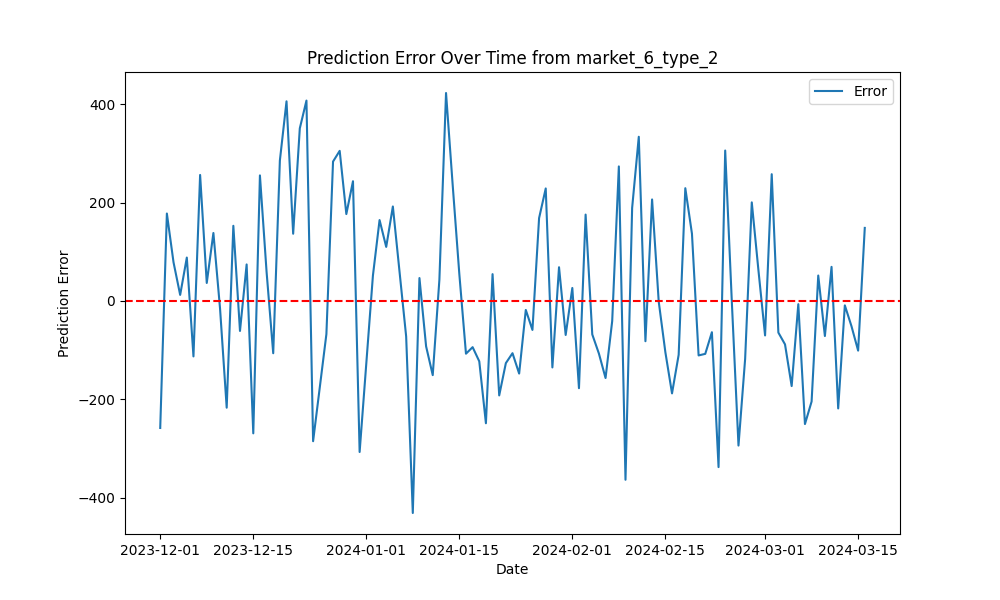 Prediction Error Over Time from market_6_type_2
Error
400
200
0
−200
−400
Prediction Error
2023-12-01 2023-12-15 2024-01-01 2024-01-15 2024-02-01 2024-02-15 2024-03-01 2024-03-15
Date